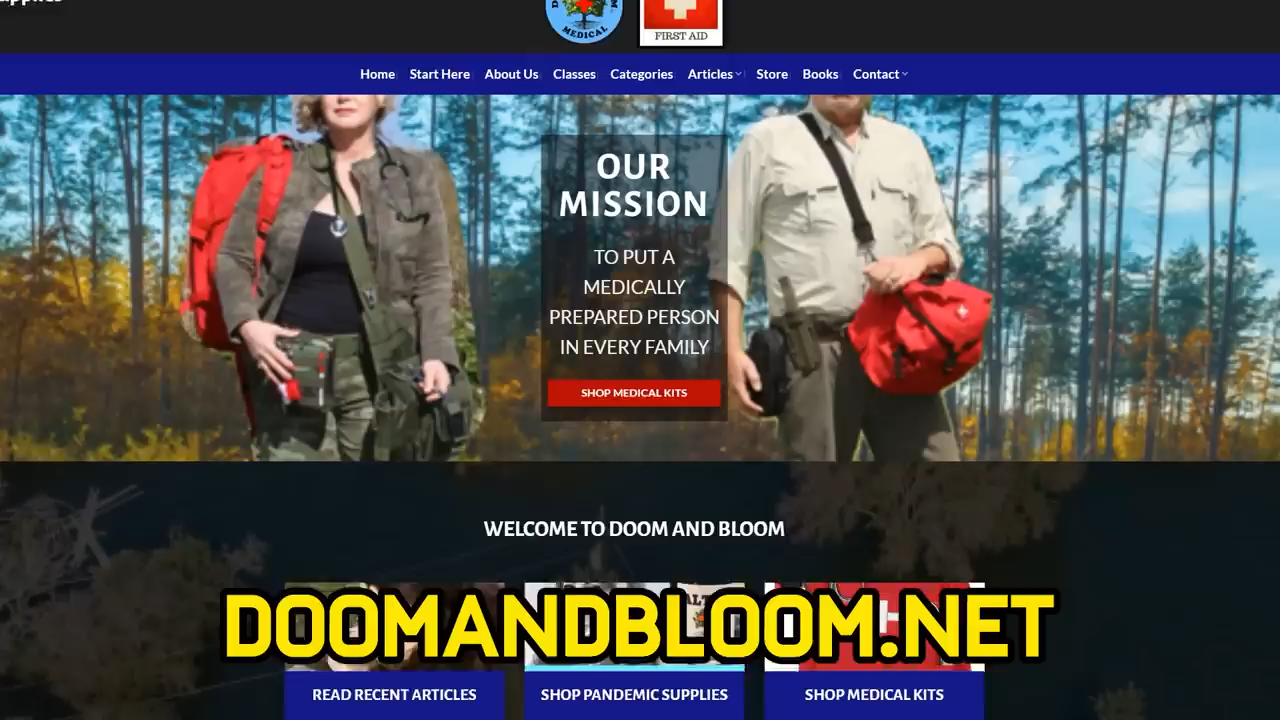 MEDICAL
FIRST AID
Home
Start Here
About Us
Classes
Categories
Articles
Store
Books
Contact
OUR
MISSION
TO PUT A
MEDICALLY
PREPARED PERSON
IN EVERY FAMILY
SHOP MEDICAL KITS
WELCOME TO DOOM AND BLOOM
DOOMANDBLOOM.NET
READ RECENT ARTICLES
SHOP PANDEMIC SUPPLIES
SHOP MEDICAL KITS